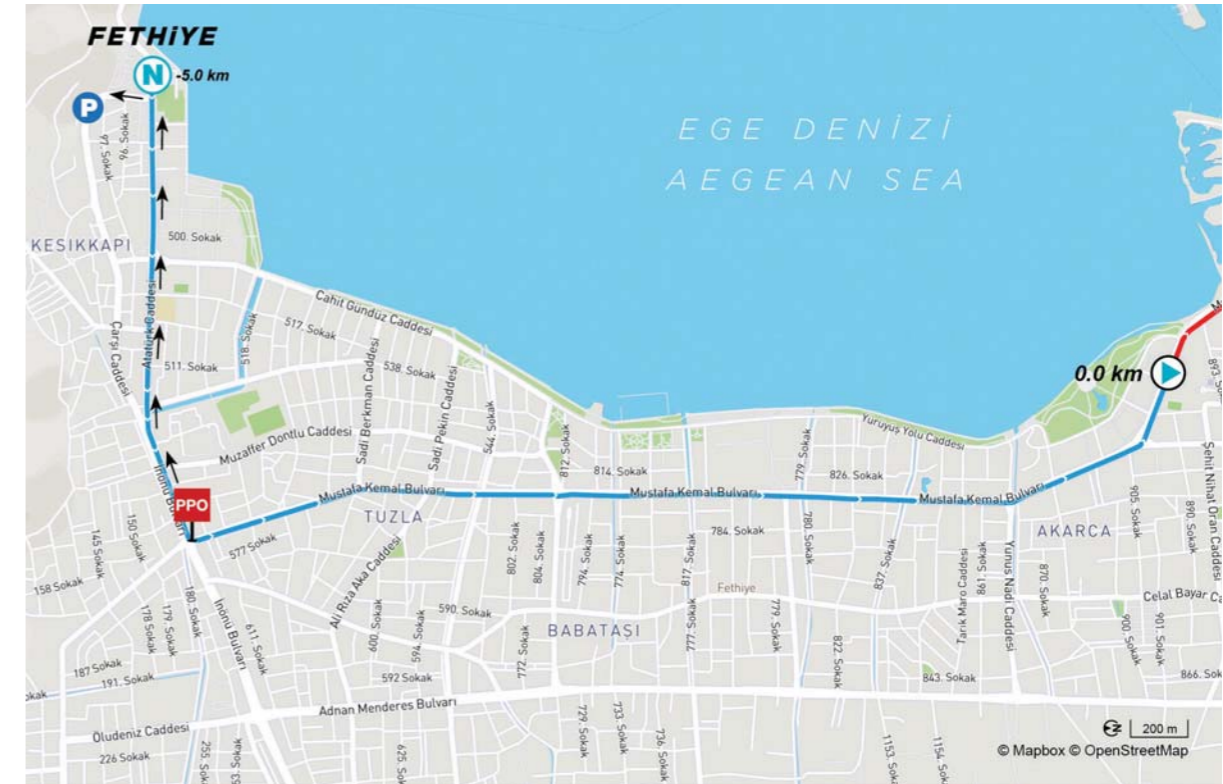 FETHİYE
N
-5.0 km
P
96. Sokak
97. Sokak
EGE DENİZİ
AEGEAN SEA
KESIKKAPI
500. Sokak
Cahit Gündüz Caddesi
Atatürk Caddesi
Çarşı Caddesi
517. Sokak
518. Sokak
511. Sokak
538. Sokak
0.0 km
Sadi Berkman Caddesi
Sadi Pekin Caddesi
564. Sokak
Muzaffer Dontlu Caddesi
812. Sokak
814. Sokak
779. Sokak
826. Sokak
Yuruyuş Yolu Caddesi
Şehit Nihat Oran Caddesi
İnönü Bulvarı
PPO
Mustafa Kemal Bulvarı
Mustafa Kemal Bulvarı
Mustafa Kemal Bulvarı
TUZLA
577 Sokak
150 Sokak
145 Sokak
158 Sokak
784. Sokak
780. Sokak
AKARCA
905. Sokak
890. Sokak
802. Sokak
804. Sokak
794. Sokak
774. Sokak
817. Sokak
837. Sokak
Tarık Maro Caddesi
861. Sokak
Yunus Nadi Caddesi
870. Sokak
Fethiye
Celal Bayar Ca
178 Sokak
179. Sokak
180. Sokak
İnönü Bulvarı
611. Sokak
Ali Rıza Aka Caddesi
600. Sokak
594. Sokak
590. Sokak
BABATAŞI
772. Sokak
777. Sokak
779. Sokak
822. Sokak
906. Sokak
901. Sokak
187 Sokak
191. Sokak
592 Sokak
843. Sokak
866. Sok
Adnan Menderes Bulvarı
Oludeniz Caddesi
226 Sokak
255. Sok
625. Sok
729. Sokak
733. Sokak
736. Sokak
1153. Sokak
1154. Sokak
200 m
© Mapbox © OpenStreetMap